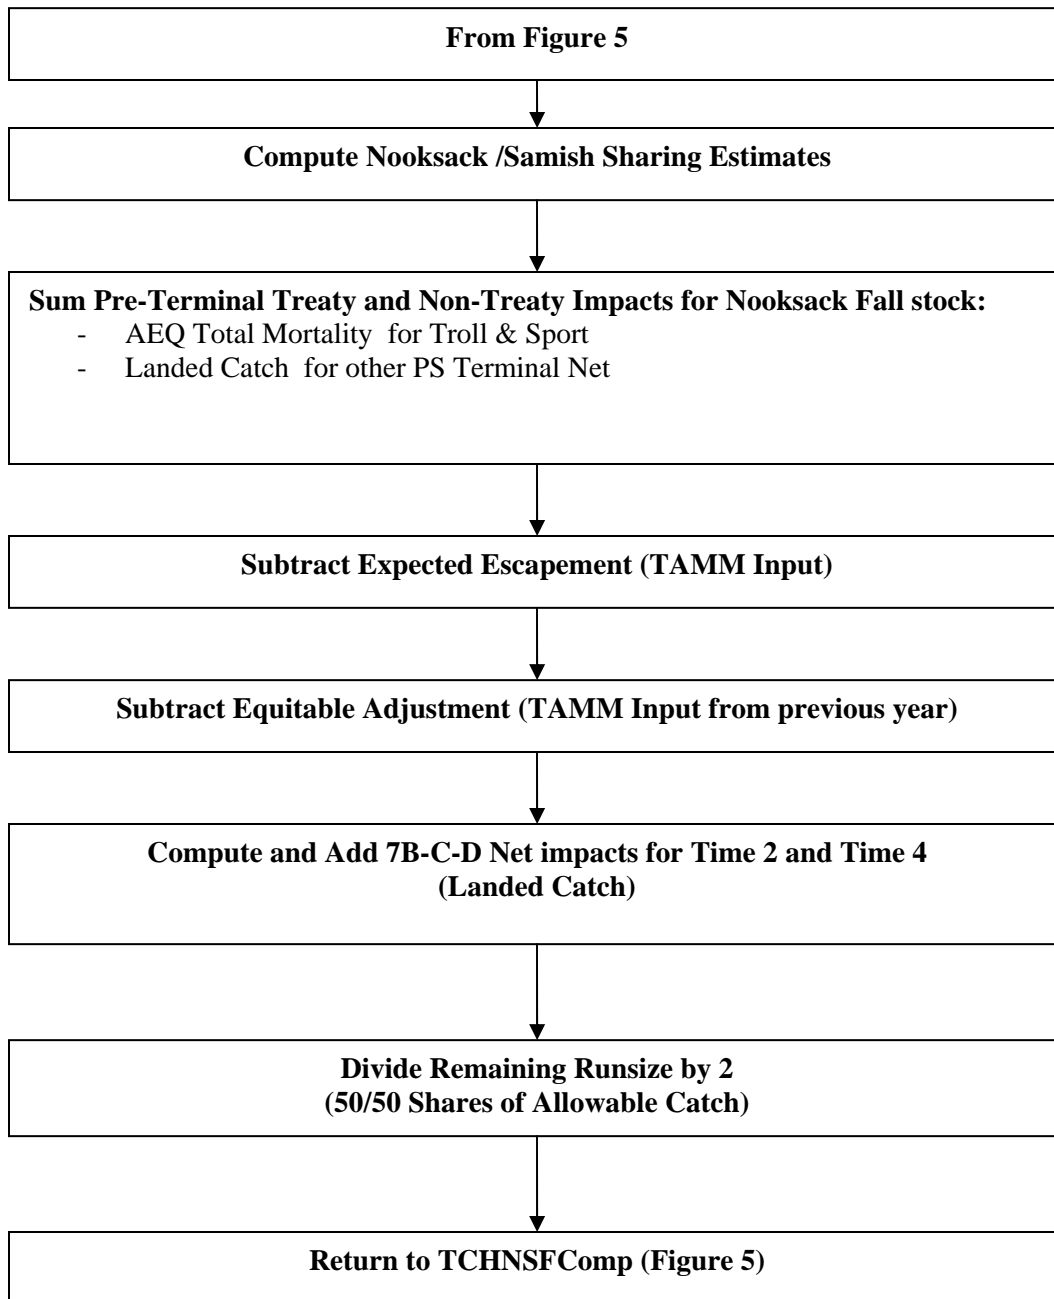 From Figure 5
Compute Nooksack /Samish Sharing Estimates
Sum Pre-Terminal Treaty and Non-Treaty Impacts for Nooksack Fall stock:
- AEQ Total Mortality for Troll & Sport
- Landed Catch for other PS Terminal Net
Subtract Expected Escapement (TAMM Input)
Subtract Equitable Adjustment (TAMM Input from previous year)
Compute and Add 7B-C-D Net impacts for Time 2 and Time 4
(Landed Catch)
Divide Remaining Runsize by 2
(50/50 Shares of Allowable Catch)
Return to TCHNSFComp (Figure 5)